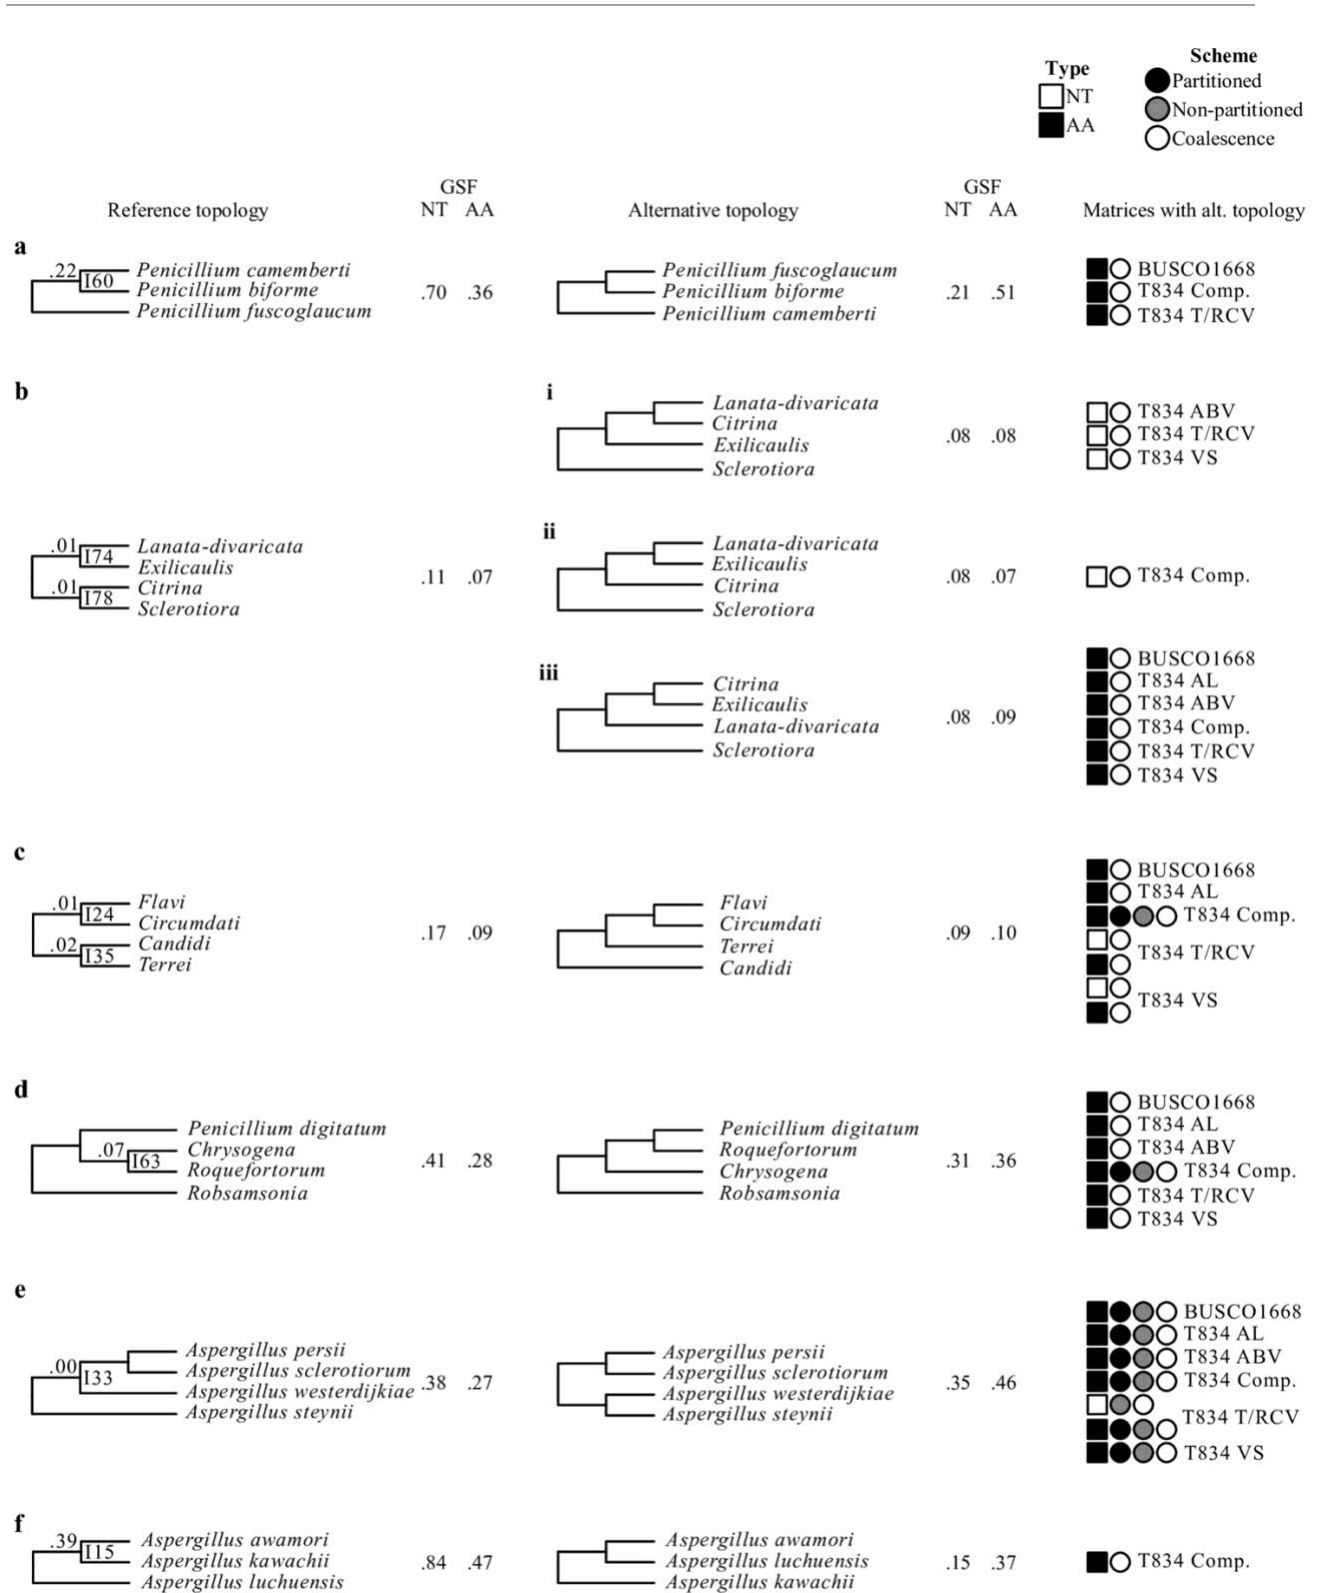 Type
NT
AA
Scheme
Partitioned
Non-partitioned
Coalescence
Reference topology
GSF
NT AA
Alternative topology
GSF
NT AA
Matrices with alt. topology
a
.22
I60
Penicillium camemberti
Penicillium biforme
Penicillium fuscoglaucum
.70 .36
Penicillium fuscoglaucum
Penicillium biforme
Penicillium camemberti
.21 .51
BUSCO1668
T834 Comp.
T834 T/RCV
b
.01
I74
.01
I78
Lanata-divaricata
Exilicaulis
Citrina
Sclerotiora
.11 .07
i
Lanata-divaricata
Citrina
Exilicaulis
Sclerotiora
.08 .08
T834 ABV
T834 T/RCV
T834 VS
ii
Lanata-divaricata
Exilicaulis
Citrina
Sclerotiora
.08 .07
T834 Comp.
iii
Citrina
Exilicaulis
Lanata-divaricata
Sclerotiora
.08 .09
BUSCO1668
T834 AL
T834 ABV
T834 Comp.
T834 T/RCV
T834 VS
c
.01
I24
.02
I35
Flavi
Circumdati
Candidi
Terrei
.17 .09
Flavi
Circumdati
Terrei
Candidi
.09 .10
BUSCO1668
T834 AL
T834 Comp.
T834 T/RCV
T834 VS
d
.07
I63
Penicillium digitatum
Chrysogena
Roquefortorum
Robsamsonia
.41 .28
Penicillium digitatum
Roquefortorum
Chrysogena
Robsamsonia
.31 .36
BUSCO1668
T834 AL
T834 ABV
T834 Comp.
T834 T/RCV
T834 VS
e
.00
I33
Aspergillus persii
Aspergillus sclerotiorum
Aspergillus westerdijkiae
Aspergillus steynii
.38 .27
Aspergillus persii
Aspergillus sclerotiorum
Aspergillus westerdijkiae
Aspergillus steynii
.35 .46
BUSCO1668
T834 AL
T834 ABV
T834 Comp.
T834 T/RCV
T834 VS
f
.39
I15
Aspergillus awamori
Aspergillus kawachii
Aspergillus luchuensis
.84 .47
Aspergillus awamori
Aspergillus luchuensis
Aspergillus kawachii
.15 .37
T834 Comp.